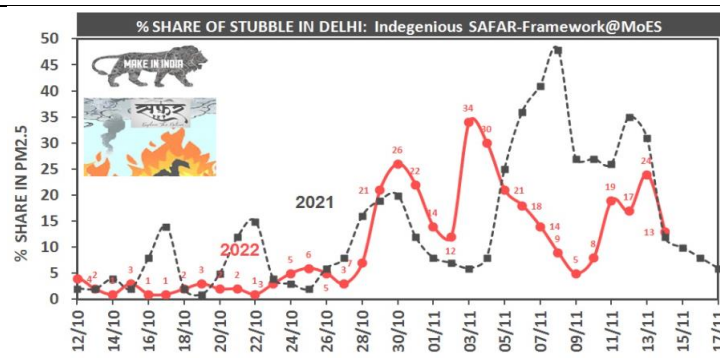 % SHARE OF STUBBLE IN DELHI: Indegenious SAFAR-Framework@MoES
% SHARE IN PM2.5
50
45
40
35
30
25
20
15
10
5
0
MAKE IN INDIA
सफर
2021
2022
4 2 3 1 1 2 3 2 1 3 5 6 5 3 7 21 26 22 14 12 34 30 21 18 14 9 5 8 19 17 24 13
12/10 14/10 16/10 18/10 20/10 22/10 24/10 26/10 28/10 30/10 01/11 03/11 05/11 07/11 09/11 11/11 13/11 15/11 17/11